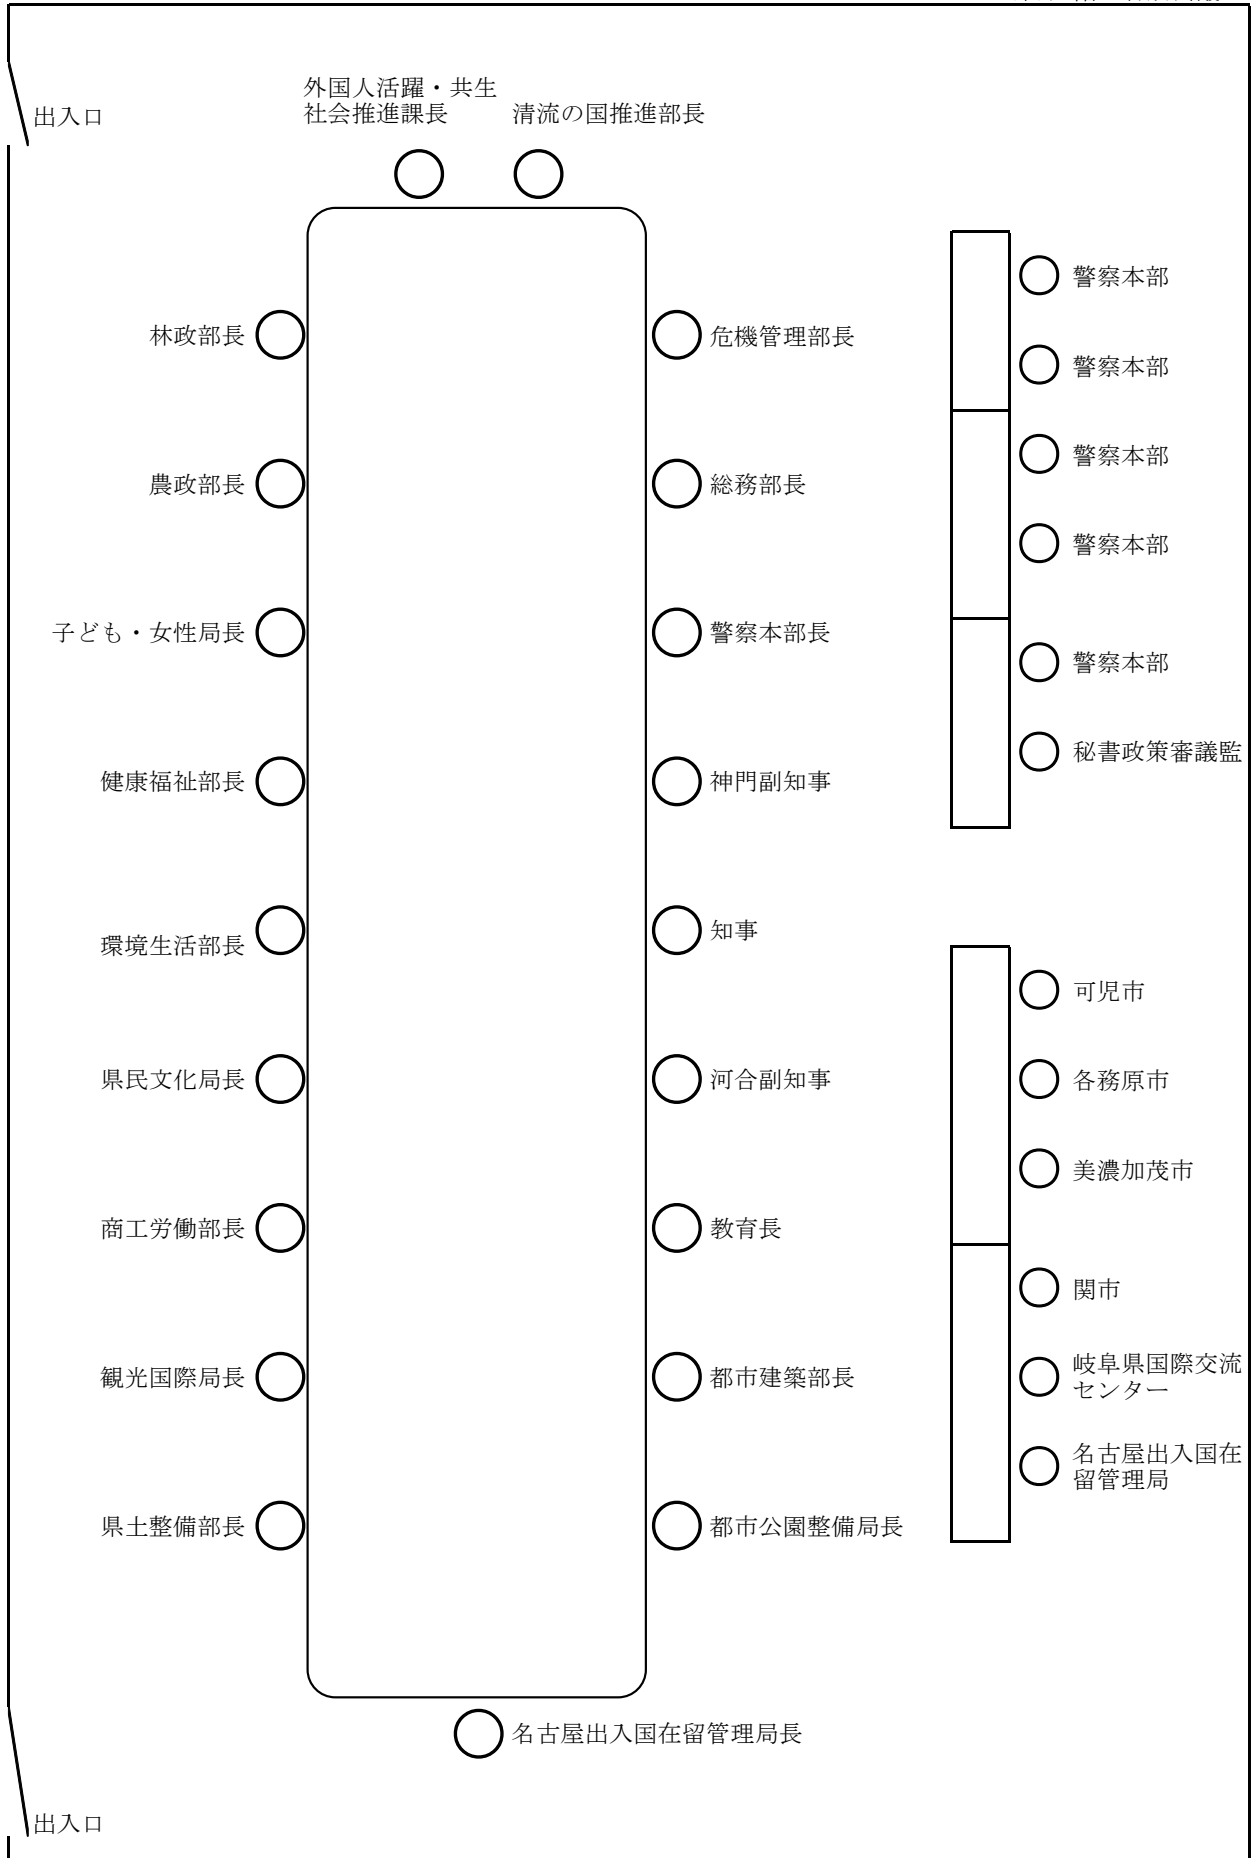 外国人活躍・共生
社会推進課長
清流の国推進部長
出入口
林政部長
農政部長
子ども・女性局長
健康福祉部長
環境生活部長
県民文化局長
商工労働部長
観光国際局長
県土整備部長
危機管理部長
総務部長
警察本部長
神門副知事
知事
河合副知事
教育長
都市建築部長
都市公園整備局長
警察本部
警察本部
警察本部
警察本部
警察本部
秘書政策審議監
可児市
各務原市
美濃加茂市
関市
岐阜県国際交流
センター
名古屋出入国在
留管理局
名古屋出入国在留管理局長
出入口